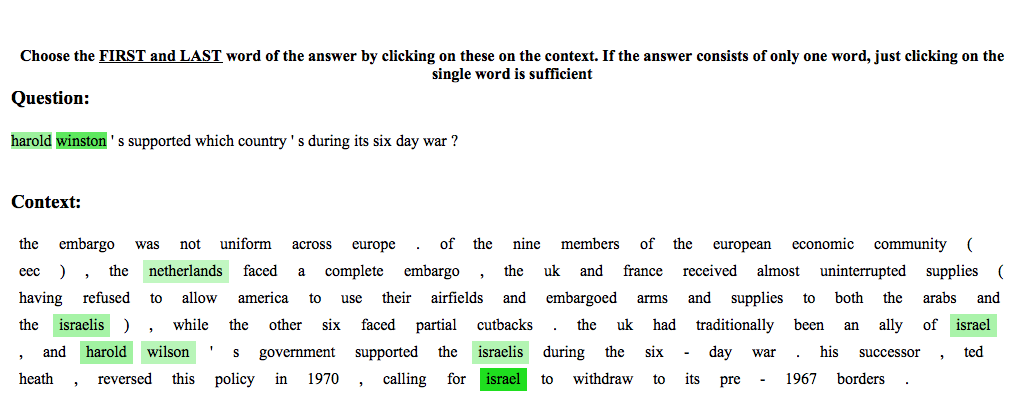 Choose the FIRST and LAST word of the answer by clicking on these on the context. If the answer consists of only one word, just clicking on the
single word is sufficient
Question:
harold winston ' s supported which country ' s during its six day war ?
Context:
the embargo was not uniform across europe . of the nine members of the european economic community (
eec ) , the netherlands faced a complete embargo , the uk and france received almost uninterrupted supplies (
having refused to allow america to use their airfields and embargoed arms and supplies to both the arabs and
the israelis ) , while the other six faced partial cutbacks . the uk had traditionally been an ally of israel
, and harold wilson ' s government supported the israelis during the six - day war . his successor , ted
heath , reversed this policy in 1970 , calling for israel to withdraw to its pre - 1967 borders .